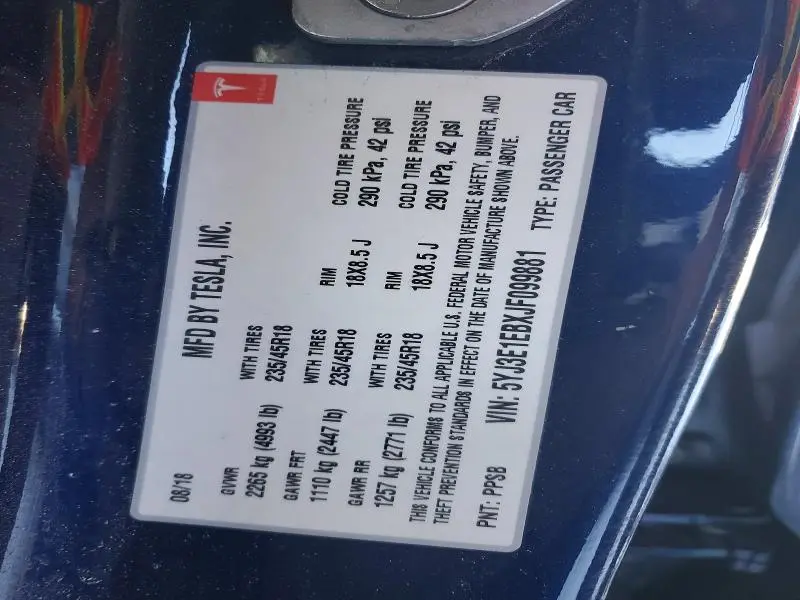 TESLA
MFD BY TESLA, INC.
08/18
GVWR WITH TIRES RIM COLD TIRE PRESSURE
2265 kg (4993 lb) 235/45R18 18X8.5 J 290 kPa, 42 psi
GAWR FRT WITH TIRES RIM COLD TIRE PRESSURE
1110 kg (2447 lb) 235/45R18 18X8.5 J 290 kPa, 42 psi
GAWR RR WITH TIRES
1257 kg (2771 lb) 235/45R18
THIS VEHICLE CONFORMS TO ALL APPLICABLE U.S. FEDERAL MOTOR VEHICLE SAFETY, BUMPER, AND
THEFT PREVENTION STANDARDS IN EFFECT ON THE DATE OF MANUFACTURE SHOWN ABOVE.
PNT: PPSB VIN: 5YJ3E1EBXJF099881 TYPE: PASSENGER CAR